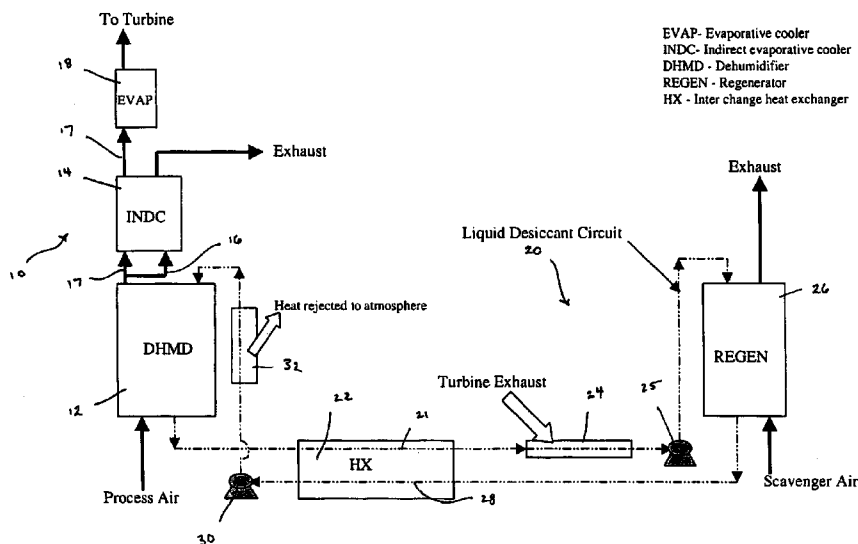 To Turbine
EVAP- Evaporative cooler
INDC- Indirect evaporative cooler
DHMD - Dehumidifier
REGEN - Regenerator
HX - Inter change heat exchanger
18
EVAP
17
Exhaust
14
INDC
Exhaust
10
17
16
Liquid Desiccant Circuit
20
Heat rejected to atmosphere
DHMD
32
26
REGEN
Turbine Exhaust
12
22
21
24
25
HX
Process Air
28
Scavenger Air
30